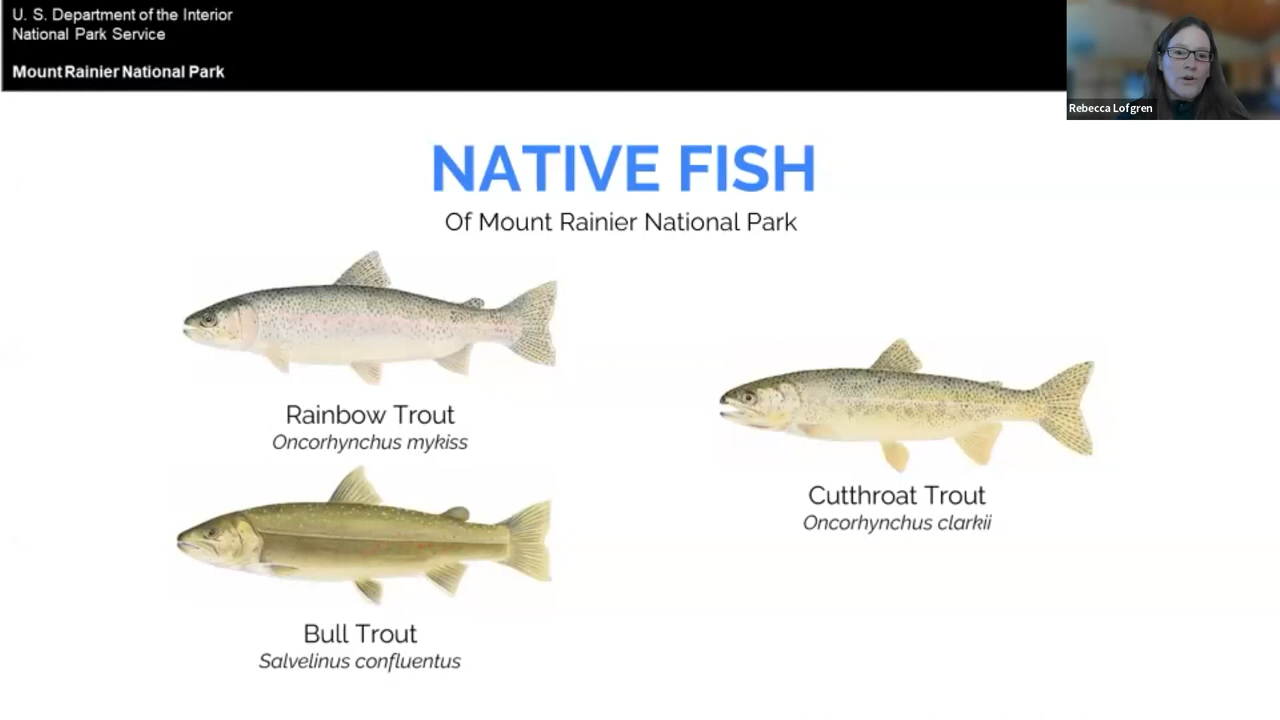 U. S. Department of the Interior
National Park Service
Mount Rainier National Park
Rebecca Lofgren
NATIVE FISH
Of Mount Rainier National Park
Rainbow Trout
Oncorhynchus mykiss
Cutthroat Trout
Oncorhynchus clarkii
Bull Trout
Salvelinus confluentus